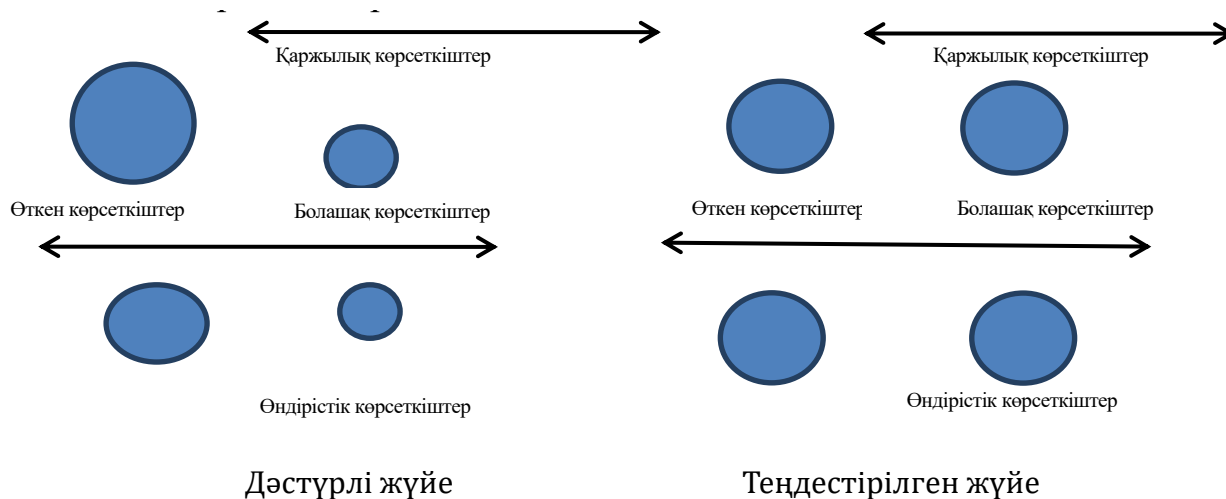 Қаржылық көрсеткіштер
Қаржылық көрсеткіштер
Өткен көрсеткіштер
Болашақ көрсеткіштер
Өткен көрсеткіштер
Болашақ көрсеткіштер
Өндірістік көрсеткіштер
Өндірістік көрсеткіштер
Дәстүрлі жүйе
Теңдестірілген жүйе